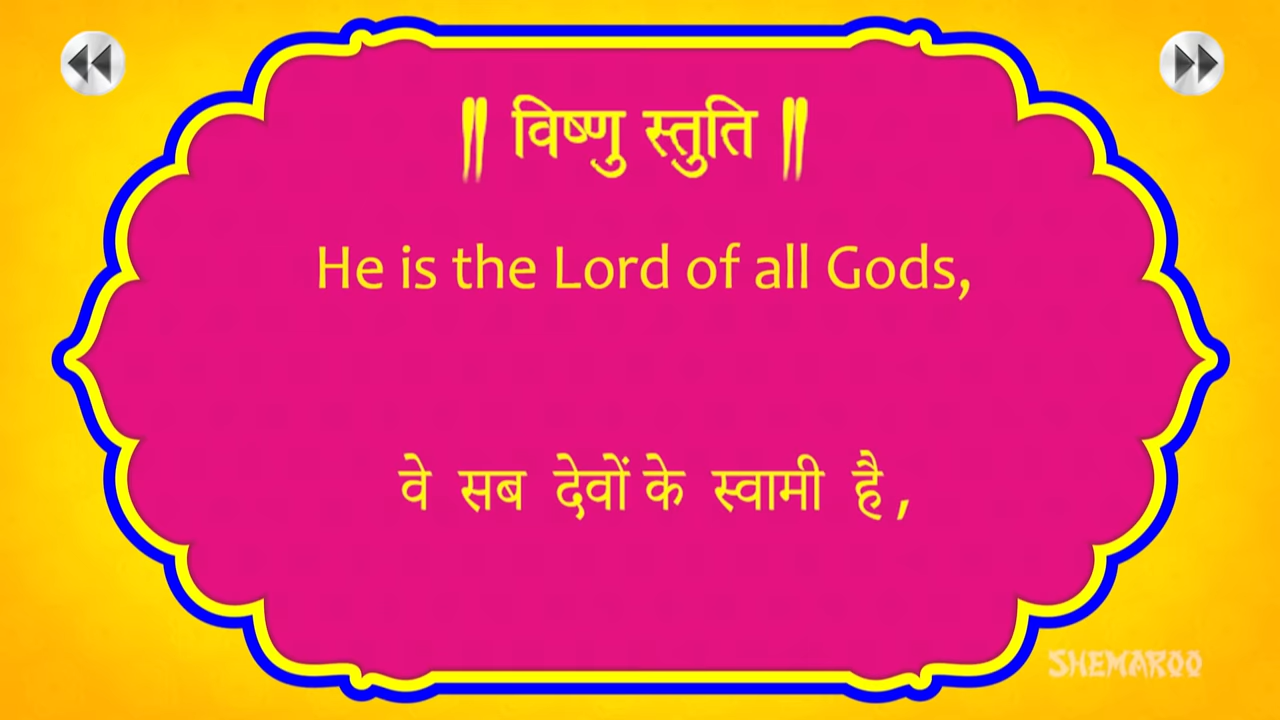 ॥ विष्णु स्तुति ॥
He is the Lord of all Gods,
वे सब देवों के स्वामी है,
SHEMAROO